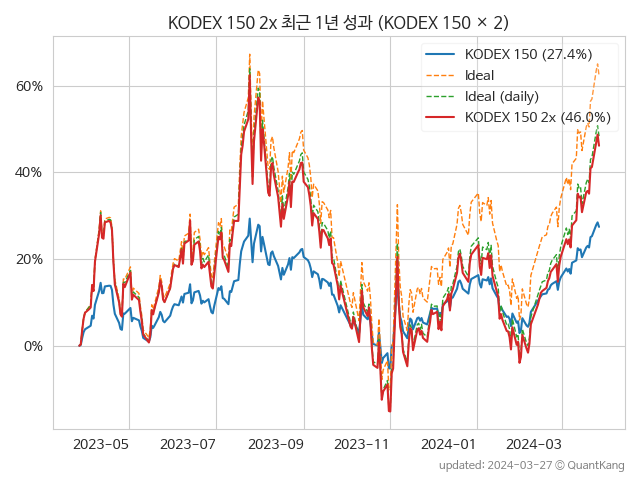 KODEX 150 2x 최근 1년 성과 (KODEX 150 × 2)
KODEX 150 (27.4%)
Ideal
Ideal (daily)
KODEX 150 2x (46.0%)
60%
40%
20%
0%
2023−05 2023−07 2023−09 2023−11 2024−01 2024−03
updated: 2024-03-27 © QuantKang